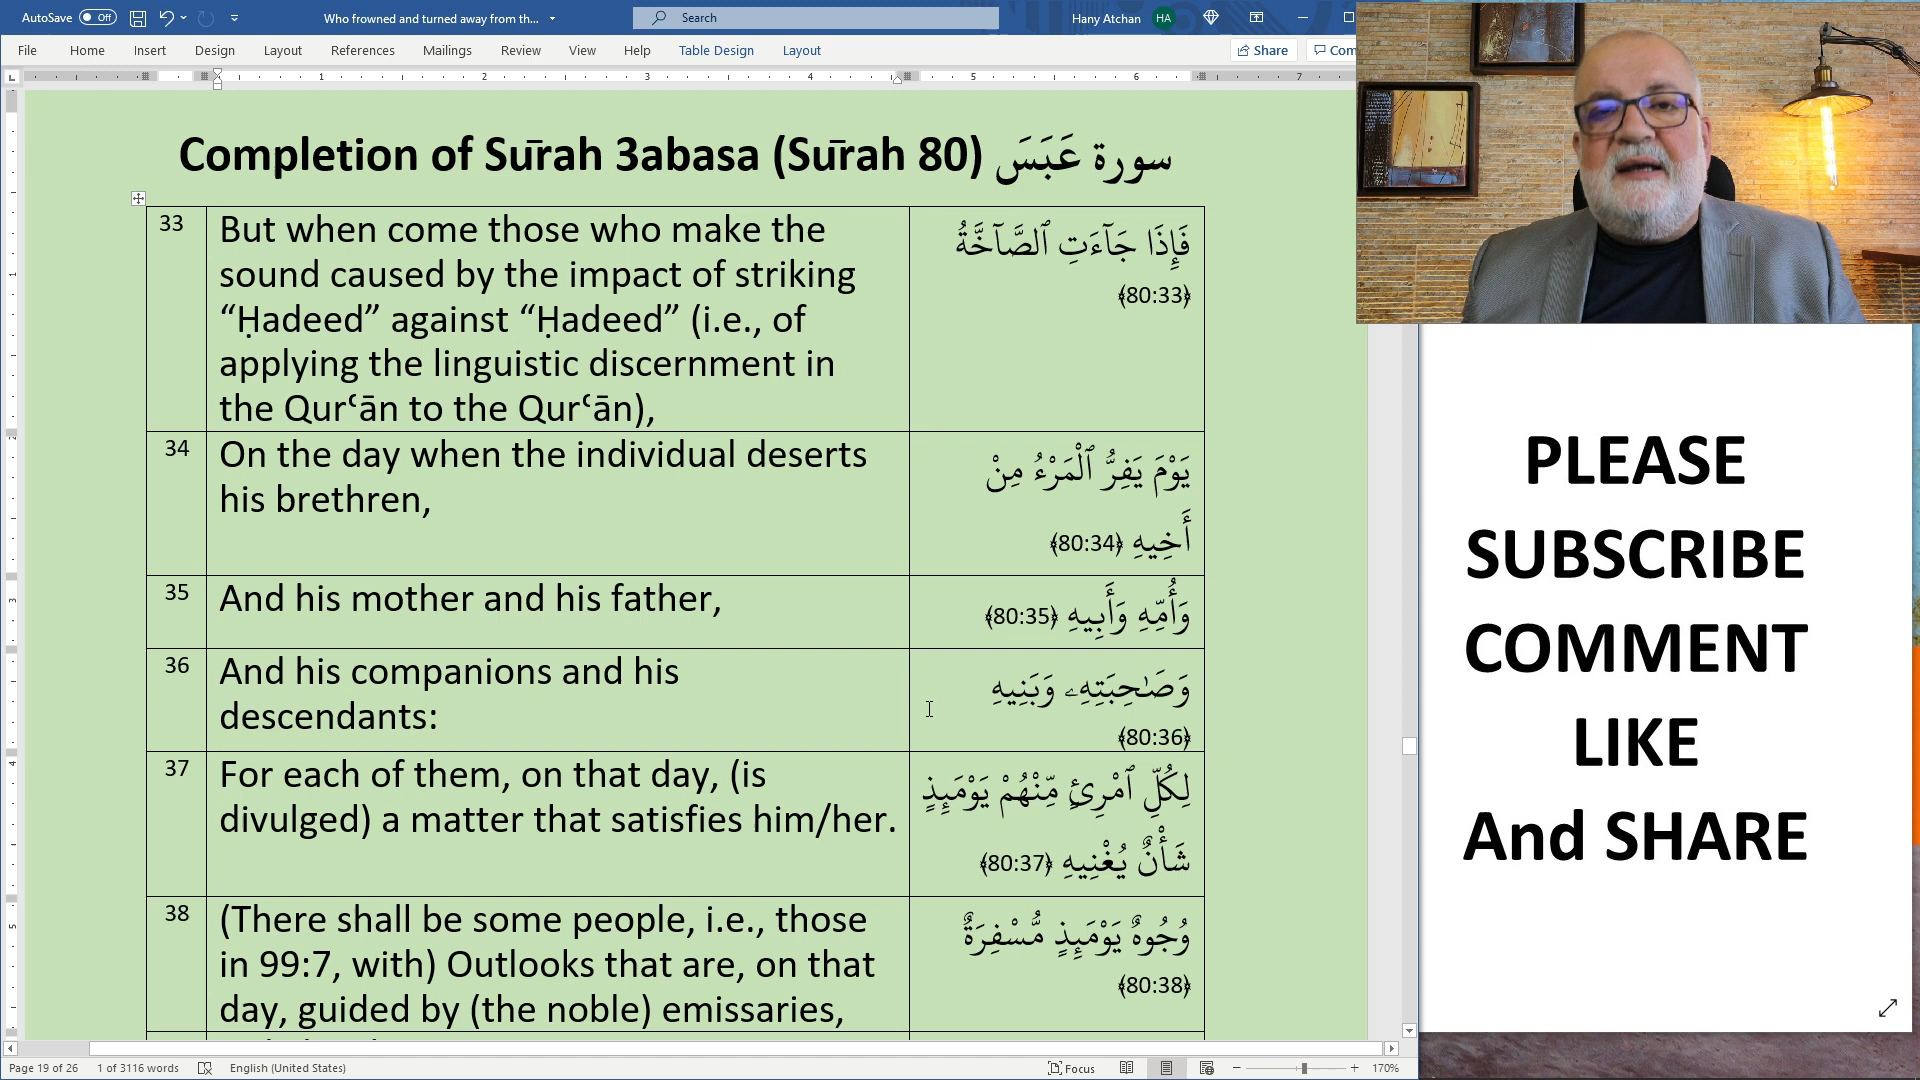 AutoSave Off
Who frowned and turned away from th...
Search
Hany Atchan HA
File Home Insert Design Layout References Mailings Review View Help Table Design Layout
Share Com
1 2 3 4 5 6 7
Completion of Sūrah 3abasa (Sūrah 80) سورة عَبَسَ
33
But when come those who make the
sound caused by the impact of striking
“Ḥadeed” against “Ḥadeed” (i.e., of
applying the linguistic discernment in
the Qurʿān to the Qurʿān),
فَإِذَا جَآءَتِ ٱلصَّآخَّةُ
﴿80:33﴾
34
On the day when the individual deserts
his brethren,
يَوْمَ يَفِرُّ ٱلْمَرْءُ مِنْ
أَخِيهِ ﴿80:34﴾
35
And his mother and his father,
وَأُمِّهِ وَأَبِيهِ ﴿80:35﴾
36
And his companions and his
descendants:
وَصَـٰحِبَتِهِۦ وَبَنِيهِ
﴿80:36﴾
37
For each of them, on that day, (is
divulged) a matter that satisfies him/her.
لِكُلِّ ٱمْرِئٍ مِّنْهُمْ يَوْمَئِذٍ
شَأْنٌ يُغْنِيهِ ﴿80:37﴾
38
(There shall be some people, i.e., those
in 99:7, with) Outlooks that are, on that
day, guided by (the noble) emissaries,
وُجُوهٌ يَوْمَئِذٍ مُّسْفِرَةٌ
﴿80:38﴾
PLEASE
SUBSCRIBE
COMMENT
LIKE
And SHARE
Page 19 of 26 1 of 3116 words English (United States) Focus 170%